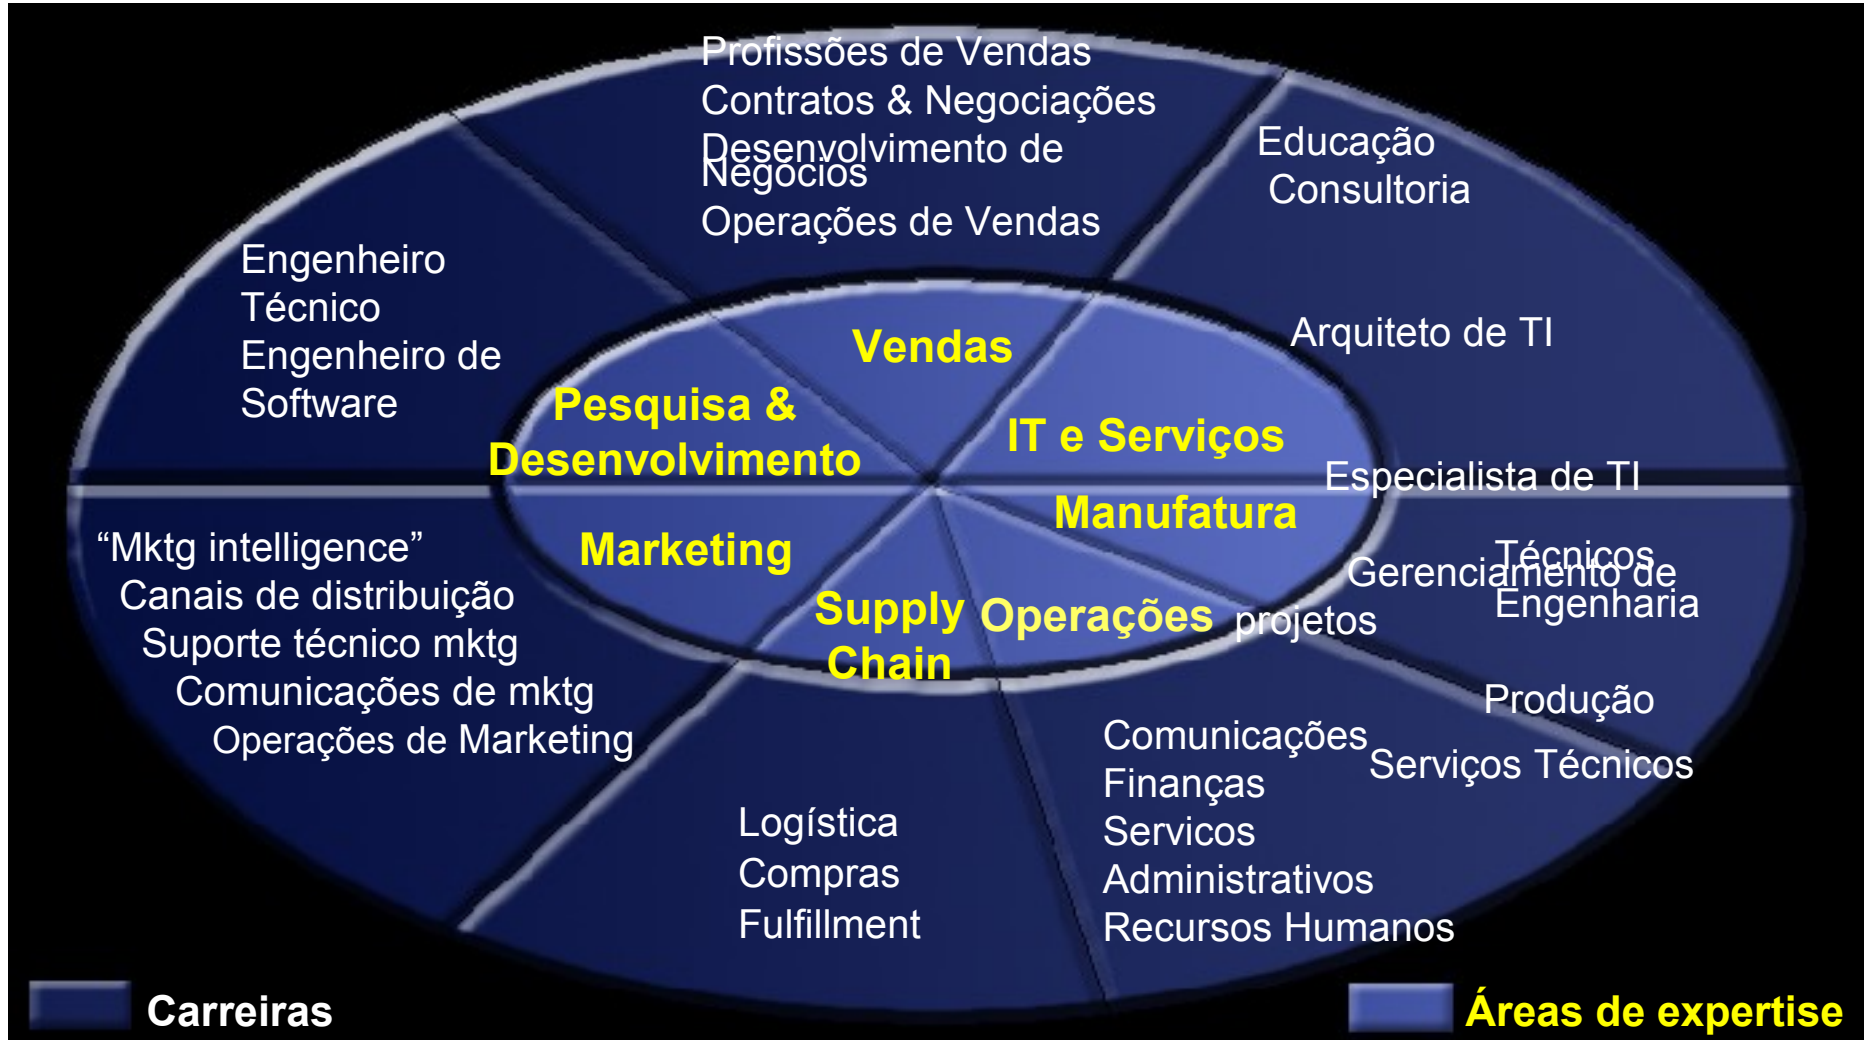 Profissões de Vendas
Contratos & Negociações
Desenvolvimento de
Negócios
Operações de Vendas
Educação
Consultoria
Arquiteto de TI
Especialista de TI
Gerenciamento de
projetos
Engenheiro
Técnico
Engenheiro de
Software
Vendas
Pesquisa &
Desenvolvimento
IT e Serviços
Manufatura
Marketing
Supply
Chain
Operações
Técnicos
Engenharia
Produção
Serviços Técnicos
“Mktg intelligence”
Canais de distribuição
Suporte técnico mktg
Comunicações de mktg
Operações de Marketing
Logística
Compras
Fulfillment
Comunicações
Finanças
Servicos
Administrativos
Recursos Humanos
Carreiras
Áreas de expertise